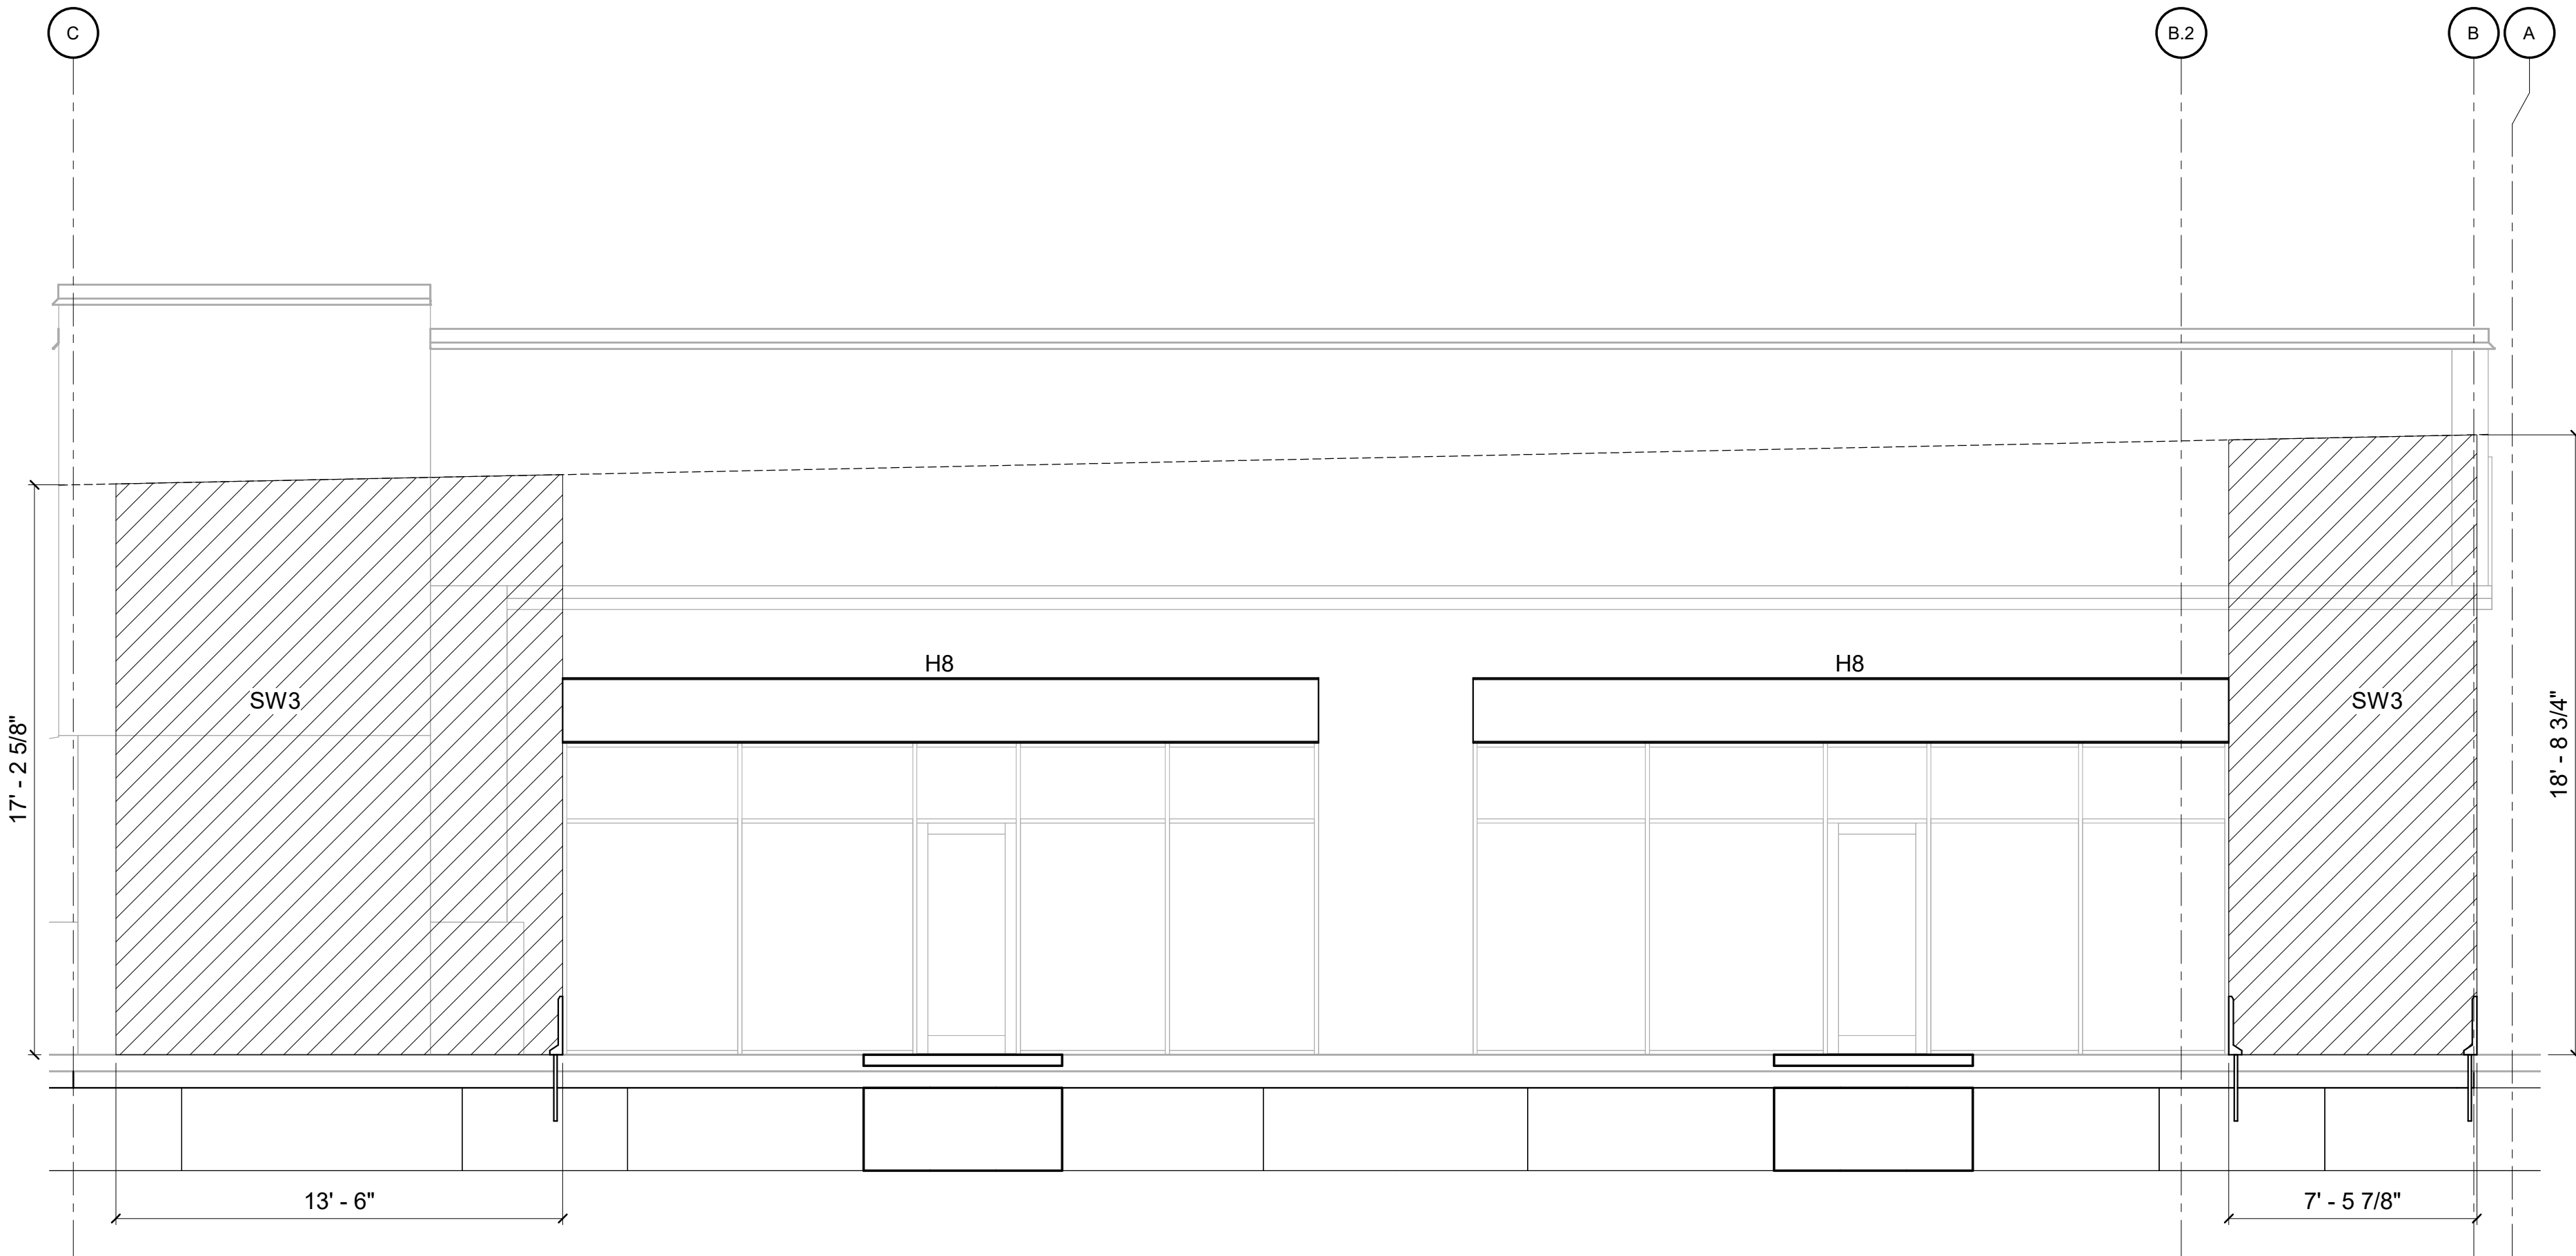 C
B.2
B
A
H8
H8
SW3
SW3
17' - 2 5/8"
18' - 8 3/4"
13' - 6"
7' - 5 7/8"